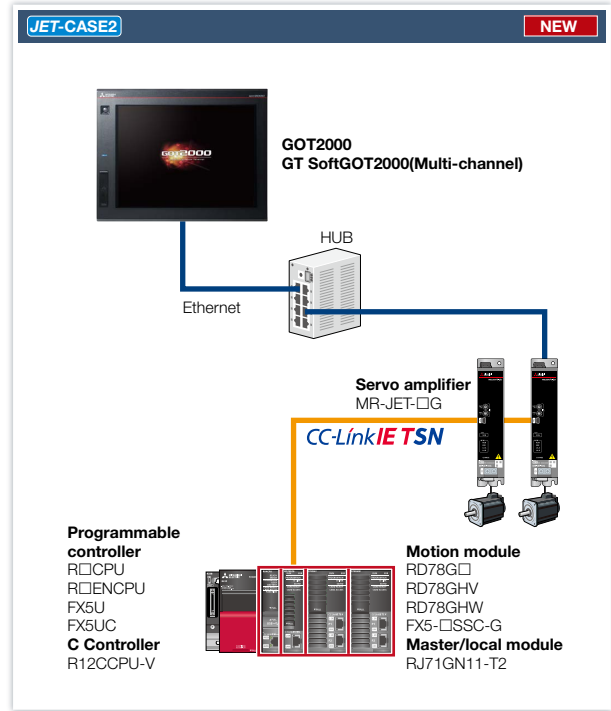 JET-CASE2
NEW
GOT2000
GOT2000
GT SoftGOT2000(Multi-channel)
HUB
Ethernet
Servo amplifier
MR-JET-□G
CC-Link IE TSN
Programmable
controller
R□CPU
R□ENCPU
FX5U
FX5UC
C Controller
R12CCPU-V
Motion module
RD78G□
RD78GHV
RD78GHW
FX5-□SSC-G
Master/local module
RJ71GN11-T2